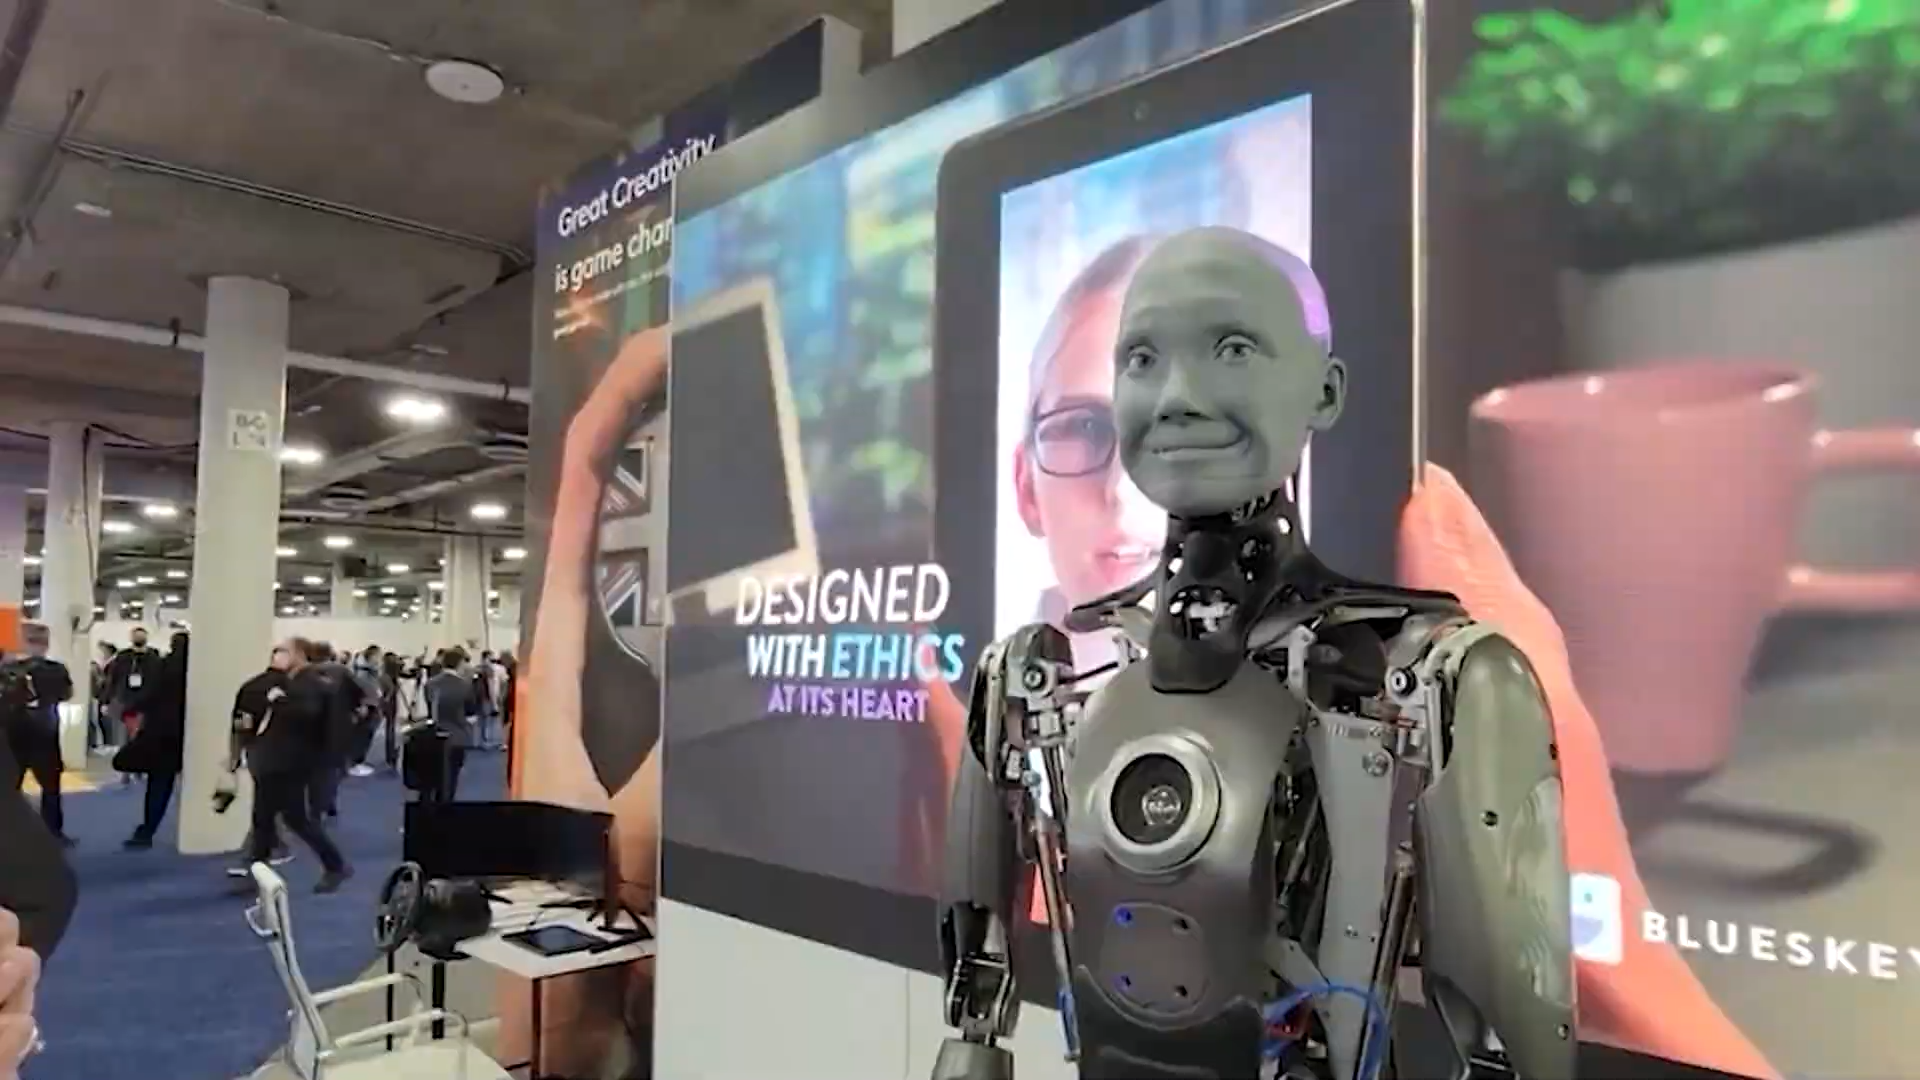 Great Creativity
is game chan
DESIGNED
WITH ETHICS
AT ITS HEART
BLUESKEY